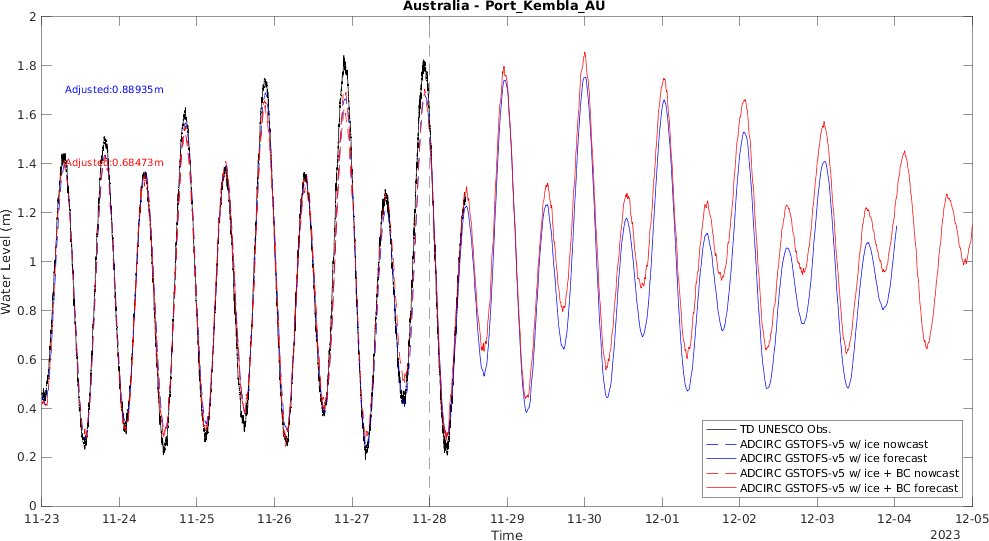 Australia - Port_Kembla_AU
2
1.8
1.6
1.4
1.2
1
0.8
0.6
0.4
0.2
0
Water Level (m)
Adjusted:0.88935m
Adjusted:0.68473m
TD UNESCO Obs.
ADCIRC GSTOFS-v5 w/ ice nowcast
ADCIRC GSTOFS-v5 w/ ice forecast
ADCIRC GSTOFS-v5 w/ ice + BC nowcast
ADCIRC GSTOFS-v5 w/ ice + BC forecast
11-23 11-24 11-25 11-26 11-27 11-28 11-29 11-30 12-01 12-02 12-03 12-04 12-05
Time
2023